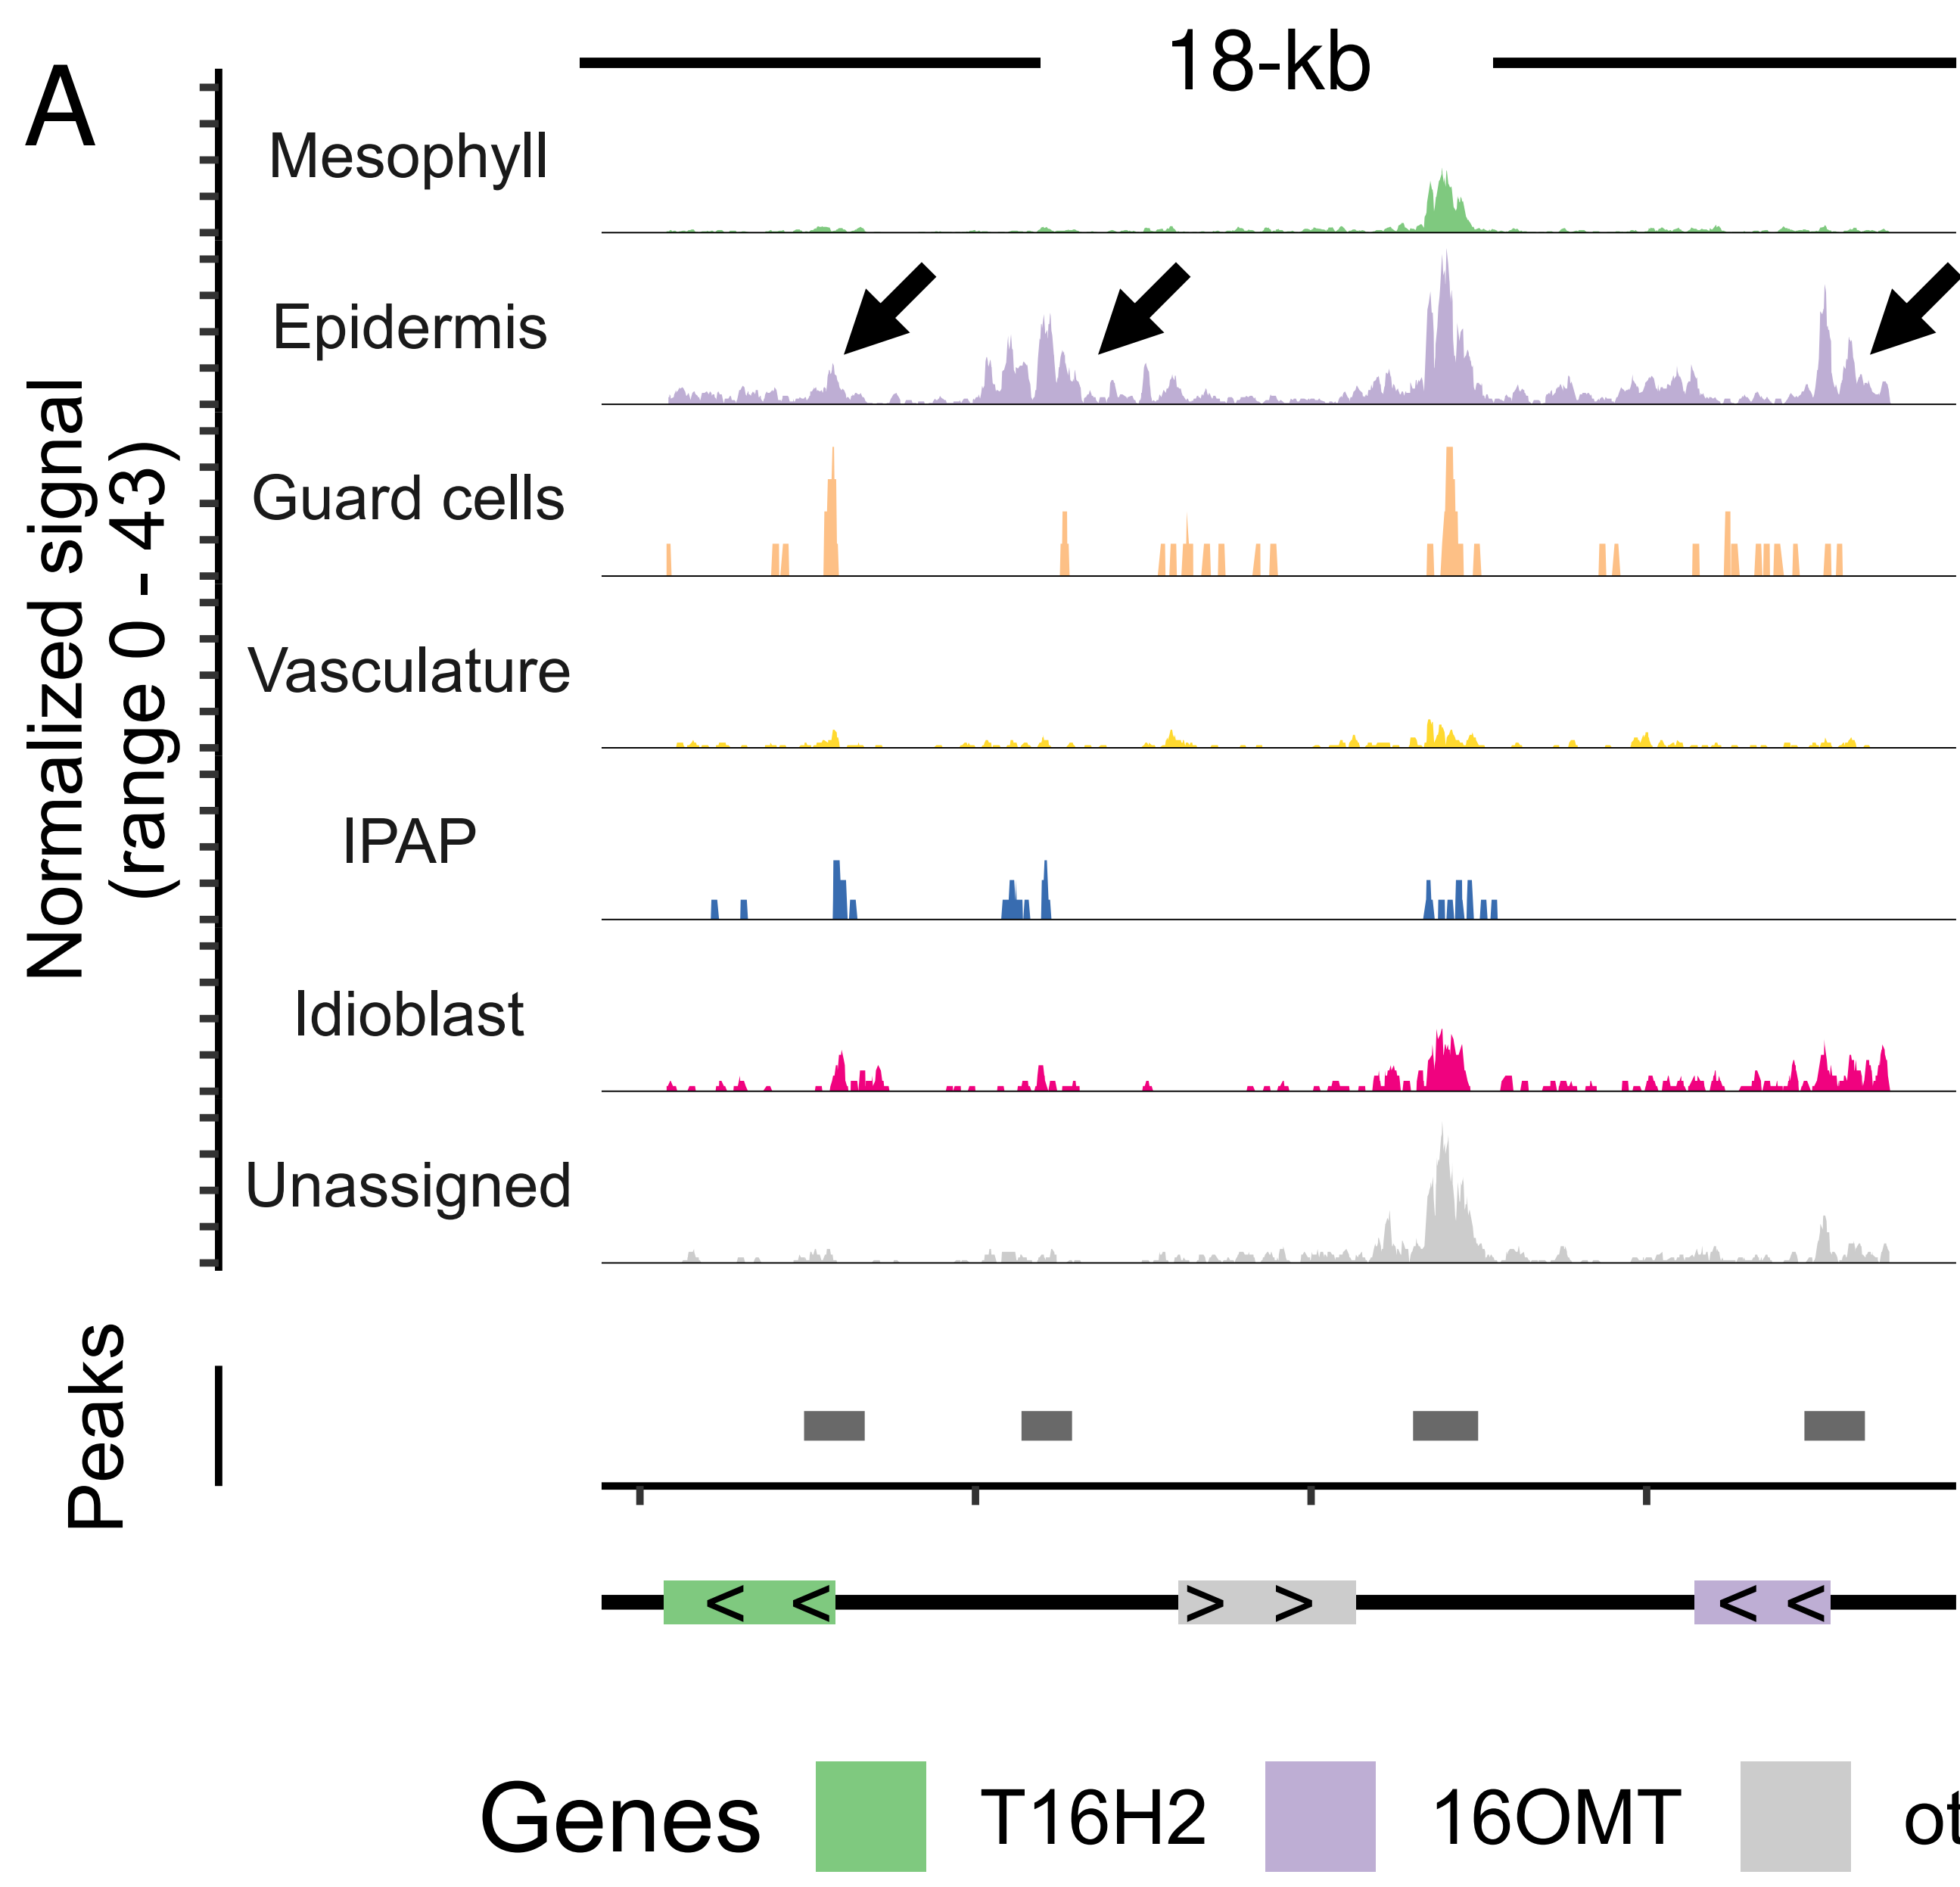 A
18-kb
Normalized signal
(range 0 - 43)
Mesophyll
Epidermis
Guard cells
Vasculature
IPAP
Idioblast
Unassigned
Peaks
< < > > < <
Genes T16H2 16OMT